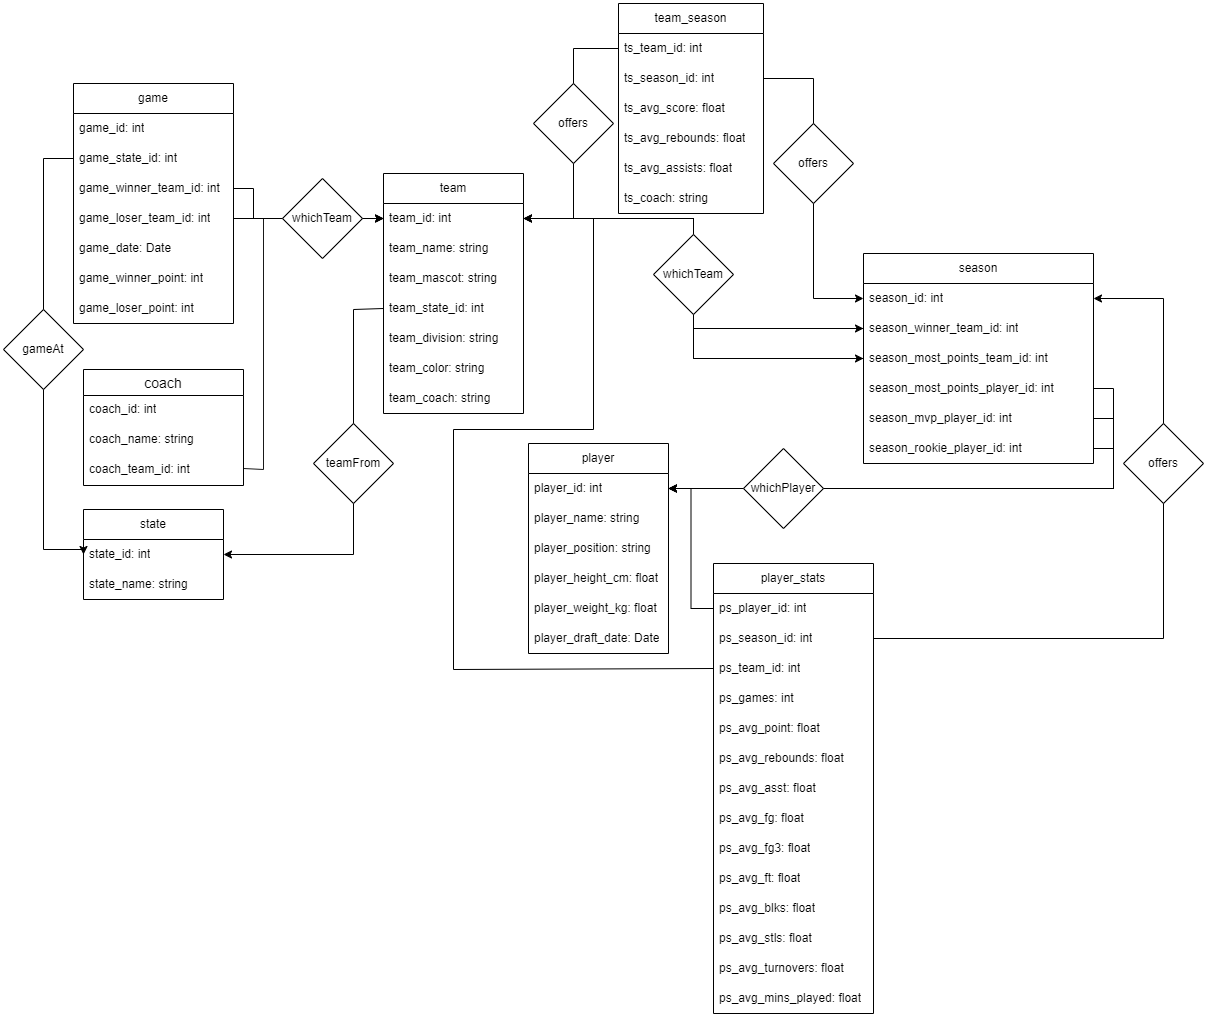 team_season
ts_team_id: int
ts_season_id: int
ts_avg_score: float
ts_avg_rebounds: float
ts_avg_assists: float
ts_coach: string
offers
offers
game
game_id: int
game_state_id: int
game_winner_team_id: int
game_loser_team_id: int
game_date: Date
game_winner_point: int
game_loser_point: int
whichTeam
team
team_id: int
team_name: string
team_mascot: string
team_state_id: int
team_division: string
team_color: string
team_coach: string
whichTeam
season
season_id: int
season_winner_team_id: int
season_most_points_team_id: int
season_most_points_player_id: int
season_mvp_player_id: int
season_rookie_player_id: int
gameAt
coach
coach_id: int
coach_name: string
coach_team_id: int
teamFrom
offers
state
state_id: int
state_name: string
player
player_id: int
player_name: string
player_position: string
player_height_cm: float
player_weight_kg: float
player_draft_date: Date
whichPlayer
player_stats
ps_player_id: int
ps_season_id: int
ps_team_id: int
ps_games: int
ps_avg_point: float
ps_avg_rebounds: float
ps_avg_asst: float
ps_avg_fg: float
ps_avg_fg3: float
ps_avg_ft: float
ps_avg_blks: float
ps_avg_stls: float
ps_avg_turnovers: float
ps_avg_mins_played: float